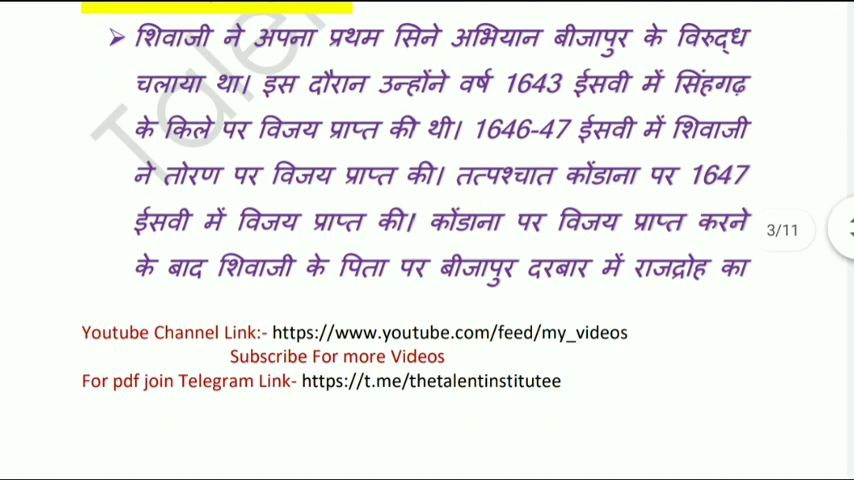 ➢ शिवाजी ने अपना प्रथम सिने अभियान बीजापुर के विरुद्ध
चलाया था। इस दौरान उन्होंने वर्ष 1643 ईसवी में सिंहगढ़
के किले पर विजय प्राप्त की थी। 1646-47 ईसवी में शिवाजी
ने तोरण पर विजय प्राप्त की। तत्पश्चात कोंडाना पर 1647
ईसवी में विजय प्राप्त की। कोंडाना पर विजय प्राप्त करने
के बाद शिवाजी के पिता पर बीजापुर दरबार में राजद्रोह का
3/11
Youtube Channel Link:- https://www.youtube.com/feed/my_videos
Subscribe For more Videos
For pdf join Telegram Link- https://t.me/thetalentinstitutee